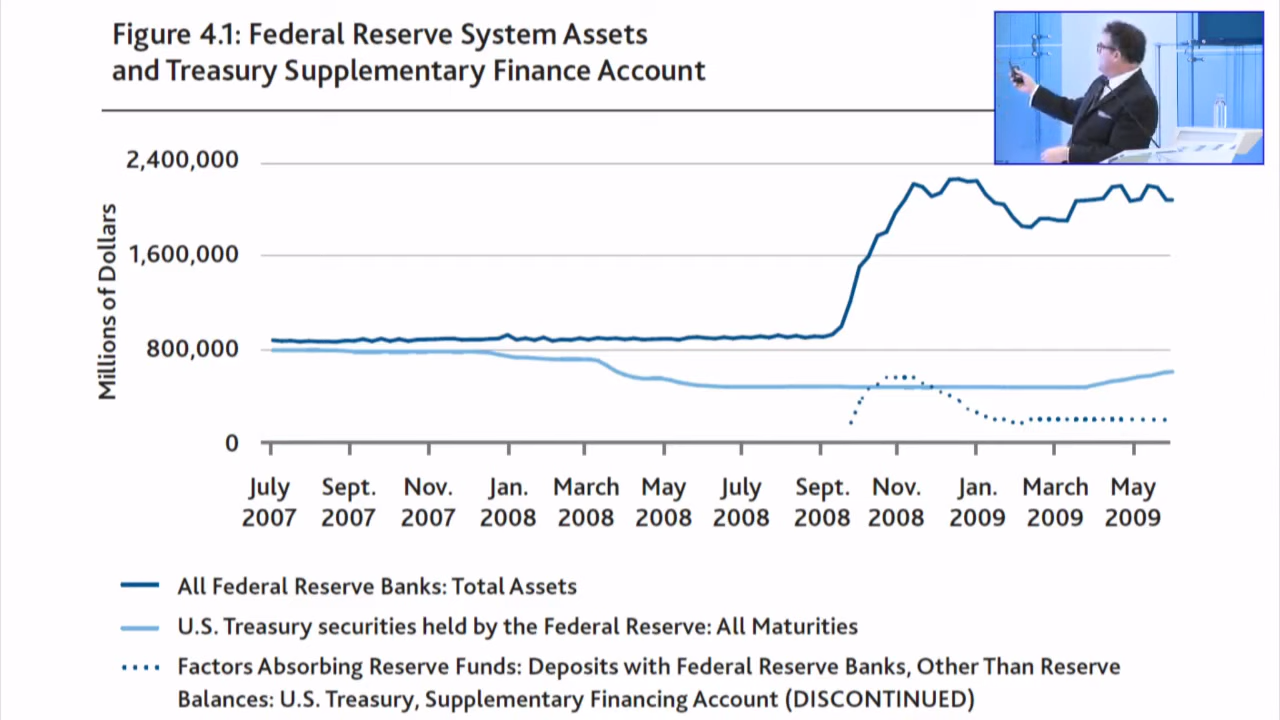 Figure 4.1: Federal Reserve System Assets
and Treasury Supplementary Finance Account
Millions of Dollars
2,400,000
1,600,000
800,000
0
July Sept. Nov. Jan. March May July Sept. Nov. Jan. March May
2007 2007 2007 2008 2008 2008 2008 2008 2008 2009 2009 2009
All Federal Reserve Banks: Total Assets
U.S. Treasury securities held by the Federal Reserve: All Maturities
Factors Absorbing Reserve Funds: Deposits with Federal Reserve Banks, Other Than Reserve
Balances: U.S. Treasury, Supplementary Financing Account (DISCONTINUED)